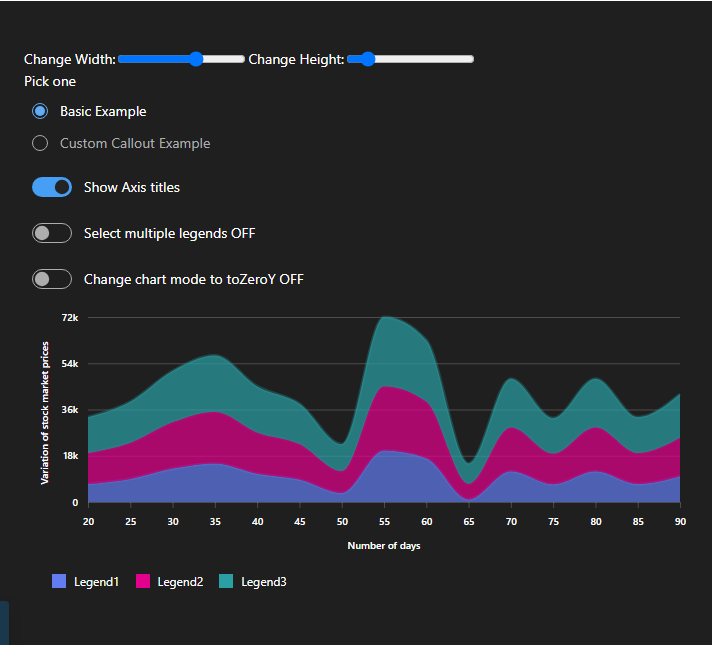 Change Width: Change Height:
Pick one
Basic Example
Custom Callout Example
Show Axis titles
Select multiple legends OFF
Change chart mode to toZeroY OFF
Variation of stock market prices
72k
54k
36k
18k
0
20 25 30 35 40 45 50 55 60 65 70 75 80 85 90
Number of days
Legend1 Legend2 Legend3